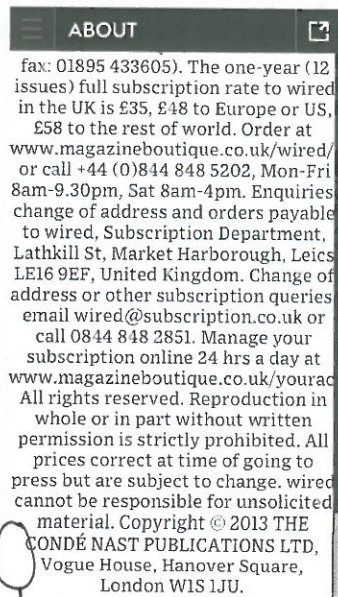 ABOUT
fax: 01895 433605). The one-year (12
issues) full subscription rate to wired
in the UK is £35, £48 to Europe or US,
£58 to the rest of world. Order at
www.magazineboutique.co.uk/wired/
or call +44 (0)844 848 5202, Mon-Fri
8am-9.30pm, Sat 8am-4pm. Enquiries
change of address and orders payable
to wired, Subscription Department,
Lathkill St, Market Harborough, Leics
LE16 9EF, United Kingdom. Change of
address or other subscription queries
email wired@subscription.co.uk or
call 0844 848 2851. Manage your
subscription online 24 hrs a day at
www.magazineboutique.co.uk/yourac
All rights reserved. Reproduction in
whole or in part without written
permission is strictly prohibited. All
prices correct at time of going to
press but are subject to change. wired
cannot be responsible for unsolicited
material. Copyright © 2013 THE
CONDÉ NAST PUBLICATIONS LTD,
Vogue House, Hanover Square,
London W1S 1JU.